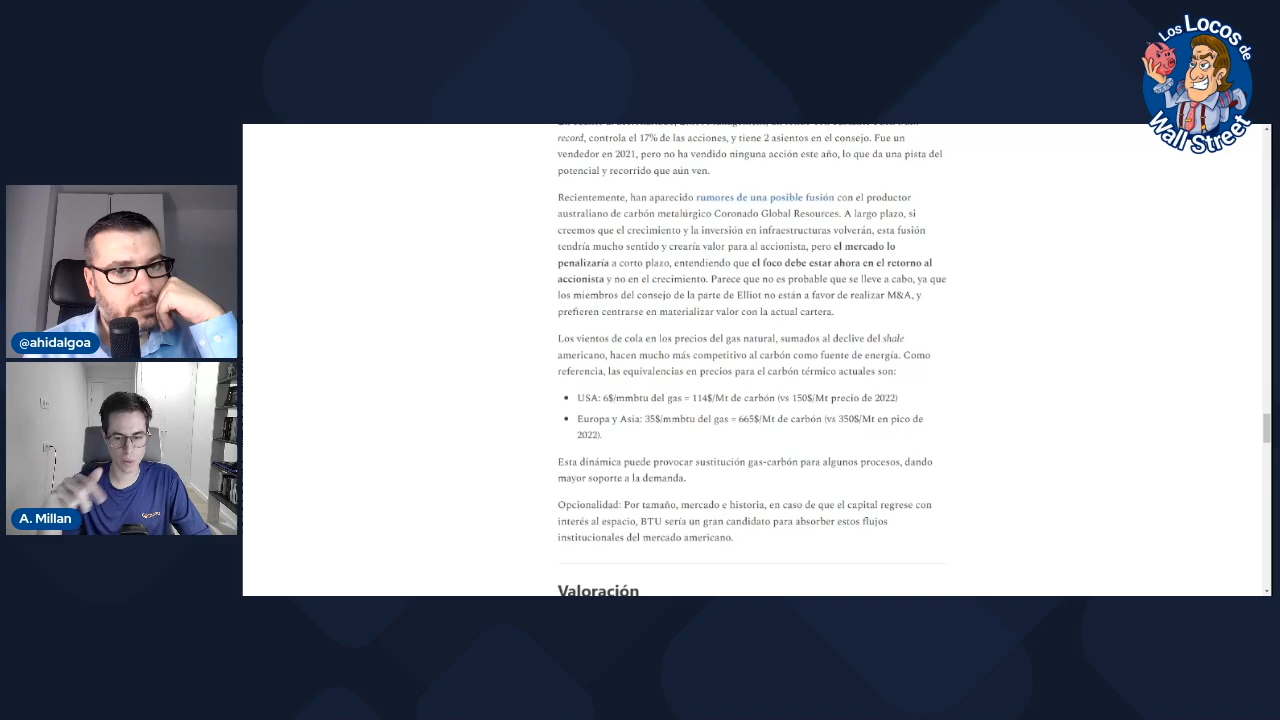 Los Locos de
Wall Street
record, controla el 17% de las acciones, y tiene 2 asientos en el consejo. Fue un
vendedor en 2021, pero no ha vendido ninguna acción este año, lo que da una pista del
potencial y recorrido que aún ven.
Recientemente, han aparecido rumores de una posible fusión con el productor
australiano de carbón metalúrgico Coronado Global Resources. A largo plazo, si
creemos que el crecimiento y la inversión en infraestructuras volverán, esta fusión
tendría mucho sentido y crearía valor para al accionista, pero el mercado lo
penalizaría a corto plazo, entendiendo que el foco debe estar ahora en el retorno al
accionista y no en el crecimiento. Parece que no es probable que se lleve a cabo, ya que
los miembros del consejo de la parte de Elliot no están a favor de realizar M&A, y
prefieren centrarse en materializar valor con la actual cartera.
Los vientos de cola en los precios del gas natural, sumados al declive del shale
americano, hacen mucho más competitivo al carbón como fuente de energía. Como
referencia, las equivalencias en precios para el carbón térmico actuales son:
• USA: 6$/mmbtu del gas = 114$/Mt de carbón (vs 150$/Mt precio de 2022)
• Europa y Asia: 35$/mmbtu del gas = 665$/Mt de carbón (vs 350$/Mt en pico de
2022).
Esta dinámica puede provocar sustitución gas-carbón para algunos procesos, dando
mayor soporte a la demanda.
Opcionalidad: Por tamaño, mercado e historia, en caso de que el capital regrese con
interés al espacio, BTU sería un gran candidato para absorber estos flujos
institucionales del mercado americano.
Valoración
@ahidalgoa
A. Millan